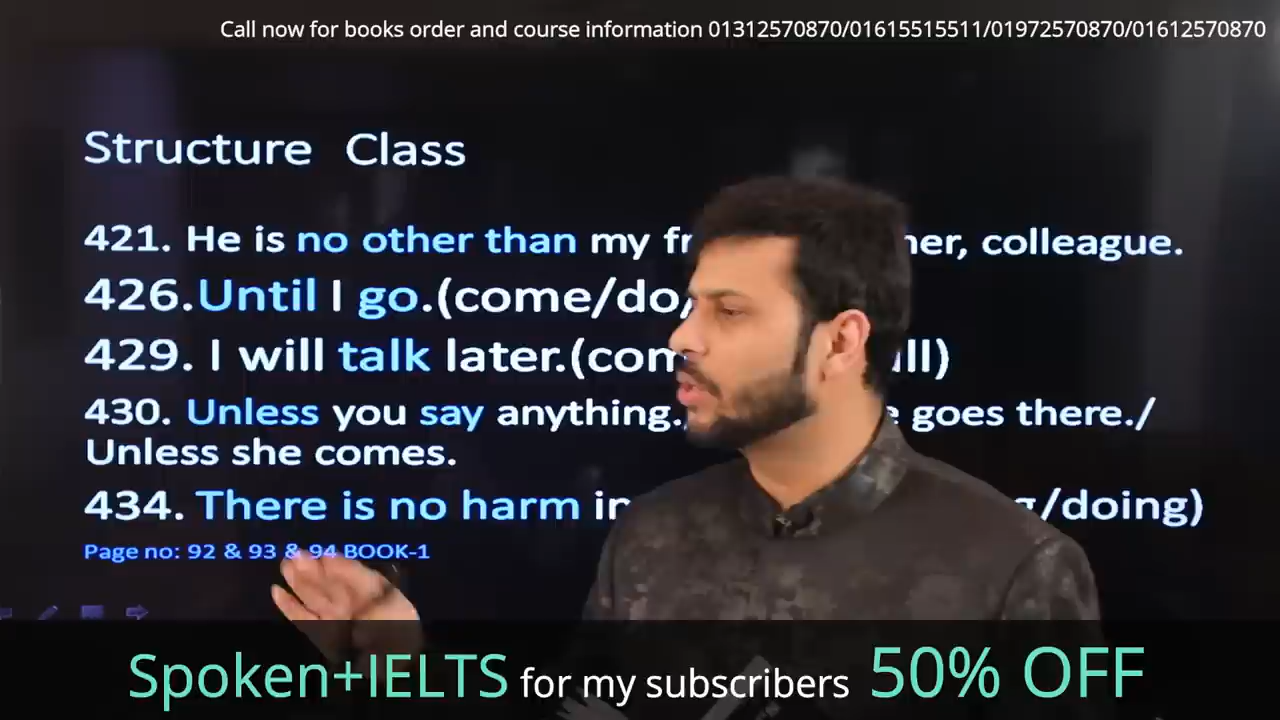 Call now for books order and course information 01312570870/01615515511/01972570870/01612570870
Structure Class
421. He is no other than my colleague.
426.Until I go.(come/do/
429. I will talk later.(com
430. Unless you say anything./ goes there./
Unless she comes.
434. There is no harm in /doing)
Page no: 92 & 93 & 94 BOOK-1
Spoken+IELTS for my subscribers 50% OFF